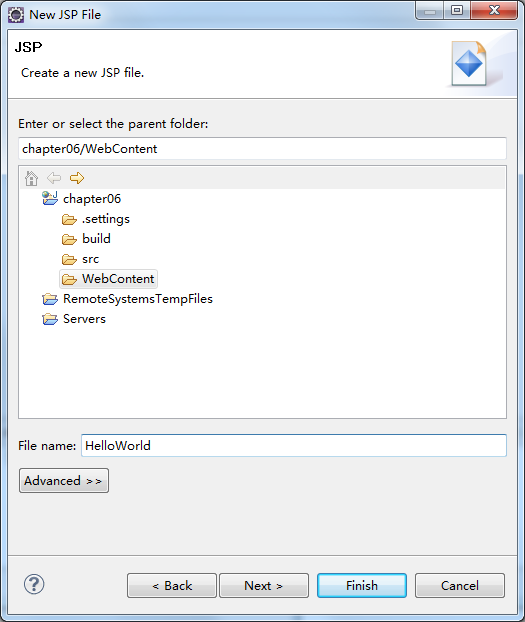 New JSP File
JSP
Create a new JSP file.
Enter or select the parent folder:
chapter06/WebContent
chapter06
.settings
build
src
WebContent
RemoteSystemsTempFiles
Servers
File name: HelloWorld
Advanced >>
? < Back Next > Finish Cancel